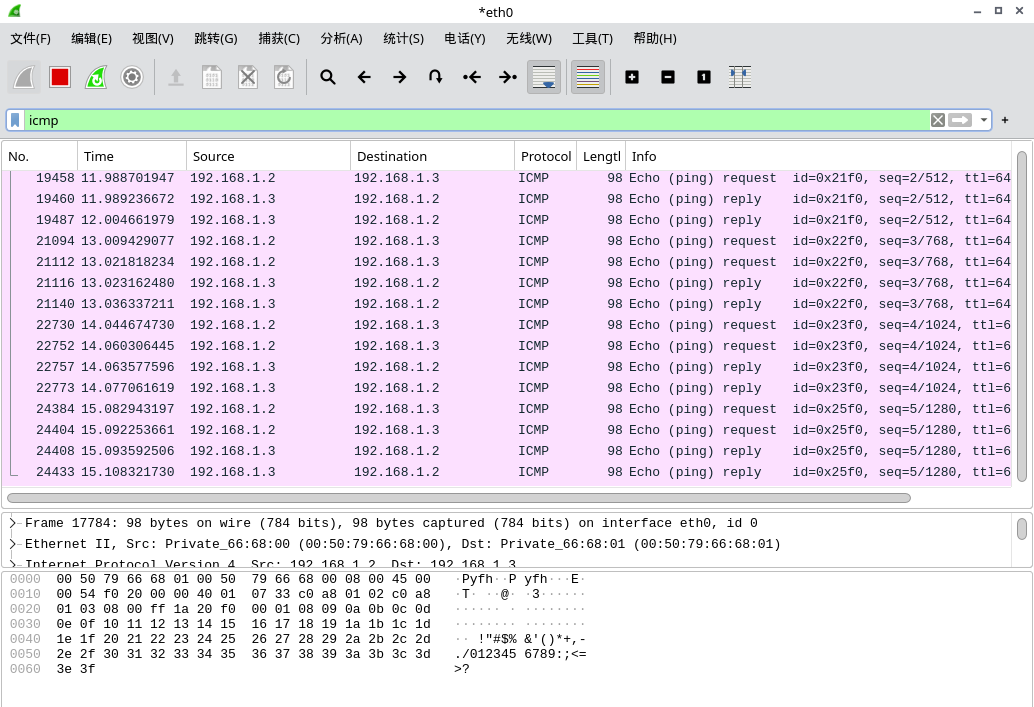 *eth0
文件(F) 编辑(E) 视图(V) 跳转(G) 捕获(C) 分析(A) 统计(S) 电话(Y) 无线(W) 工具(T) 帮助(H)
icmp
No. Time Source Destination Protocol Lengtl Info
19458 11.988701947 192.168.1.2 192.168.1.3 ICMP 98 Echo (ping) request id=0x21f0, seq=2/512, ttl=64
19460 11.989236672 192.168.1.3 192.168.1.2 ICMP 98 Echo (ping) reply id=0x21f0, seq=2/512, ttl=64
19487 12.004661979 192.168.1.3 192.168.1.2 ICMP 98 Echo (ping) reply id=0x21f0, seq=2/512, ttl=64
21094 13.009429077 192.168.1.2 192.168.1.3 ICMP 98 Echo (ping) request id=0x22f0, seq=3/768, ttl=64
21112 13.021818234 192.168.1.2 192.168.1.3 ICMP 98 Echo (ping) request id=0x22f0, seq=3/768, ttl=64
21116 13.023162480 192.168.1.3 192.168.1.2 ICMP 98 Echo (ping) reply id=0x22f0, seq=3/768, ttl=64
21140 13.036337211 192.168.1.3 192.168.1.2 ICMP 98 Echo (ping) reply id=0x22f0, seq=3/768, ttl=64
22730 14.044674730 192.168.1.2 192.168.1.3 ICMP 98 Echo (ping) request id=0x23f0, seq=4/1024, ttl=6
22752 14.060306445 192.168.1.2 192.168.1.3 ICMP 98 Echo (ping) request id=0x23f0, seq=4/1024, ttl=6
22757 14.063577596 192.168.1.3 192.168.1.2 ICMP 98 Echo (ping) reply id=0x23f0, seq=4/1024, ttl=6
22773 14.077061619 192.168.1.3 192.168.1.2 ICMP 98 Echo (ping) reply id=0x23f0, seq=4/1024, ttl=6
24384 15.082943197 192.168.1.2 192.168.1.3 ICMP 98 Echo (ping) request id=0x25f0, seq=5/1280, ttl=6
24404 15.092253661 192.168.1.2 192.168.1.3 ICMP 98 Echo (ping) request id=0x25f0, seq=5/1280, ttl=6
24408 15.093592506 192.168.1.3 192.168.1.2 ICMP 98 Echo (ping) reply id=0x25f0, seq=5/1280, ttl=6
24433 15.108321730 192.168.1.3 192.168.1.2 ICMP 98 Echo (ping) reply id=0x25f0, seq=5/1280, ttl=6
Frame 17784: 98 bytes on wire (784 bits), 98 bytes captured (784 bits) on interface eth0, id 0
Ethernet II, Src: Private_66:68:00 (00:50:79:66:68:00), Dst: Private_66:68:01 (00:50:79:66:68:01)
Internet Protocol Version 4, Src: 192.168.1.2, Dst: 192.168.1.3
0000 00 50 79 66 68 01 00 50 79 66 68 00 08 00 45 00 ·Pyfh··P yfh···E·
0010 00 54 f0 20 00 00 40 01 07 33 c0 a8 01 02 c0 a8 ·T· ··@· ·3······
0020 01 03 08 00 ff 1a 20 f0 00 01 08 09 0a 0b 0c 0d ······ · ········
0030 0e 0f 10 11 12 13 14 15 16 17 18 19 1a 1b 1c 1d ········ ········
0040 1e 1f 20 21 22 23 24 25 26 27 28 29 2a 2b 2c 2d ·· !"#$% &'()*+,-
0050 2e 2f 30 31 32 33 34 35 36 37 38 39 3a 3b 3c 3d ./012345 6789:;<=
0060 3e 3f >?